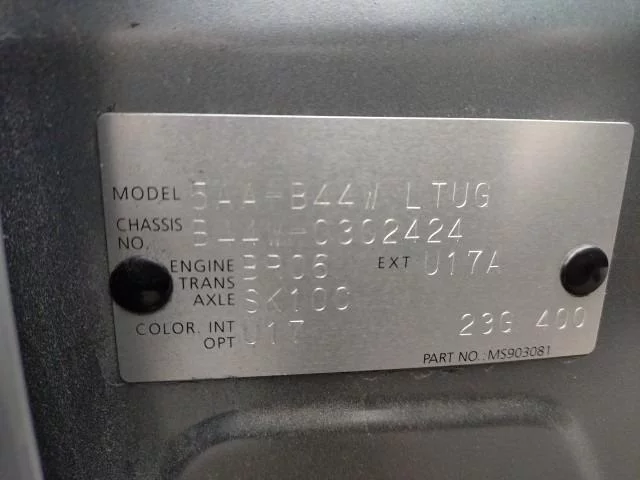 MODEL 5AA-B44W LTUG
CHASSIS NO. B44W-0302424
ENGINE BR06 EXT U17A
TRANS AXLE SK10C
COLOR. INT OPT U17 23G 400
PART NO.: MS903081